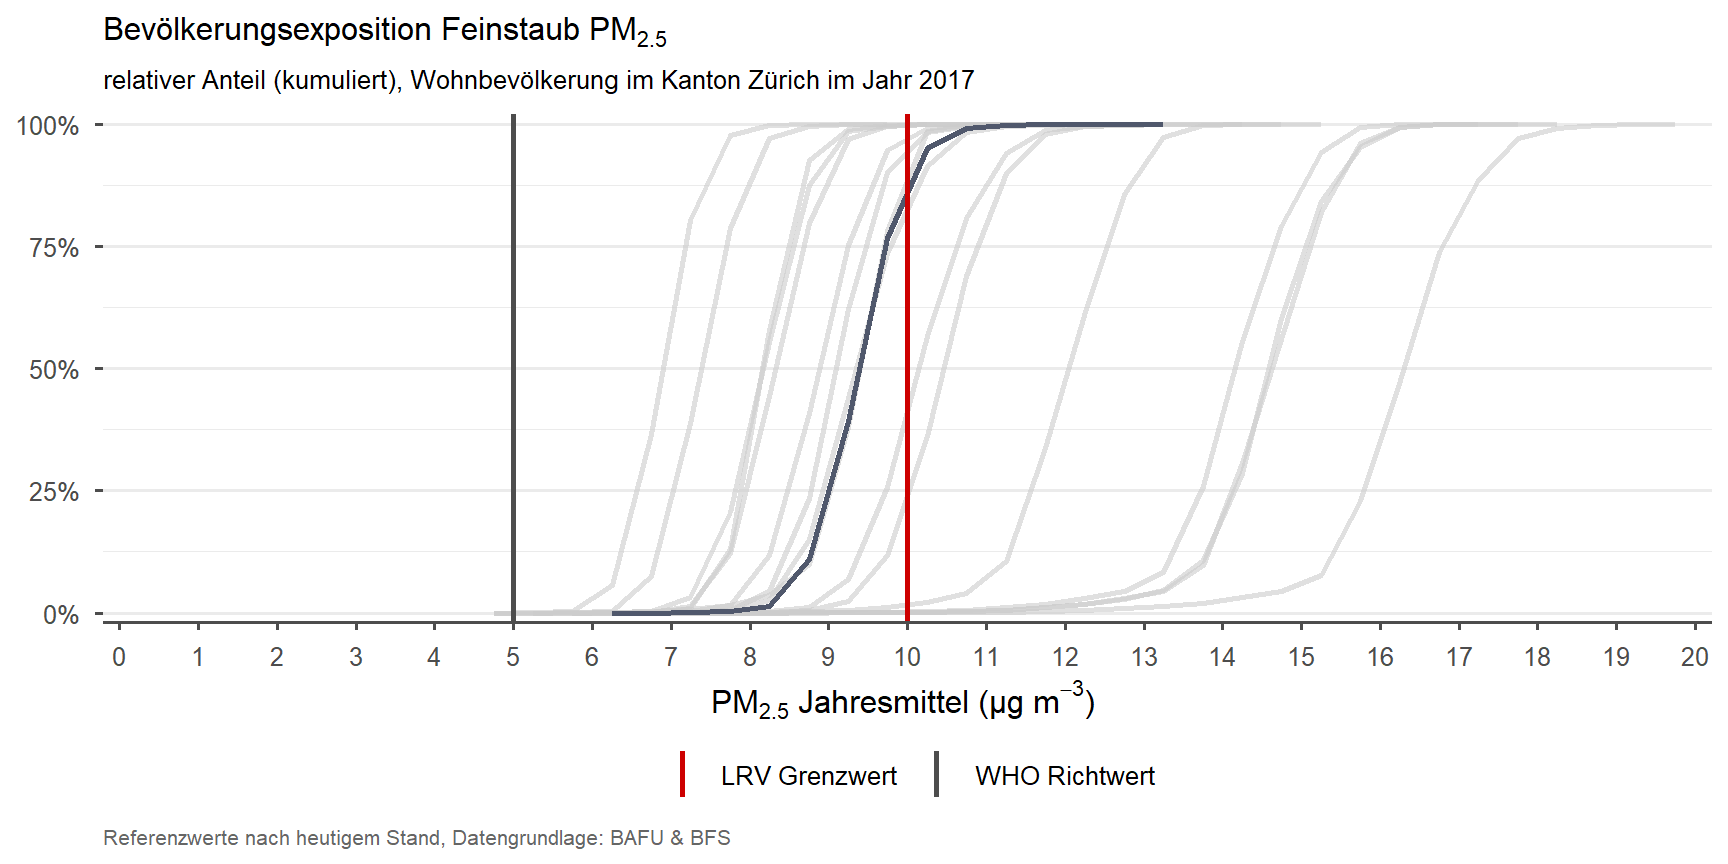 Bevölkerungsexposition Feinstaub PM2.5
relativer Anteil (kumuliert), Wohnbevölkerung im Kanton Zürich im Jahr 2017
100%
75%
50%
25%
0%
0 1 2 3 4 5 6 7 8 9 10 11 12 13 14 15 16 17 18 19 20
PM2.5 Jahresmittel (µg m−3)
LRV Grenzwert WHO Richtwert
Referenzwerte nach heutigem Stand, Datengrundlage: BAFU & BFS